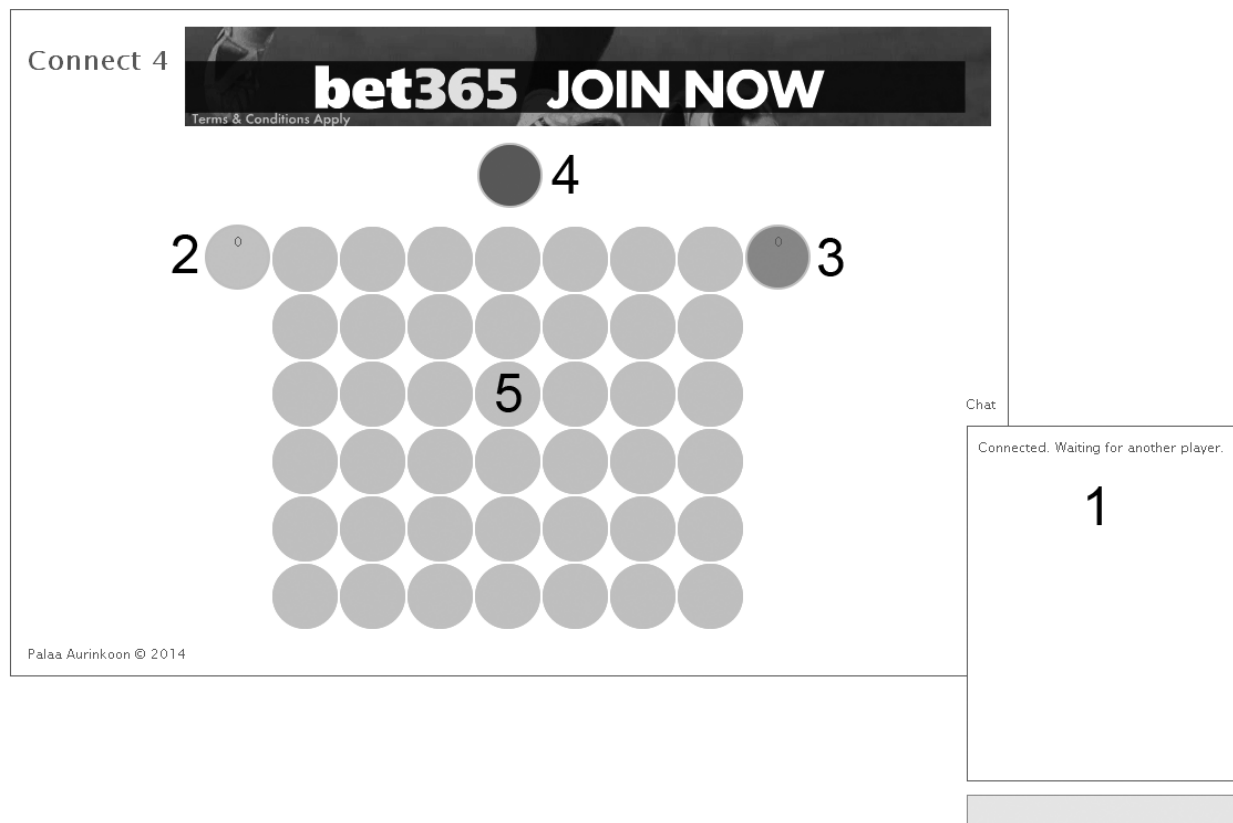 Connect 4
bet365 JOIN NOW
Terms & Conditions Apply
4
2
0
0
3
5
Chat
Connected. Waiting for another player.
1
Palaa Aurinkoon © 2014